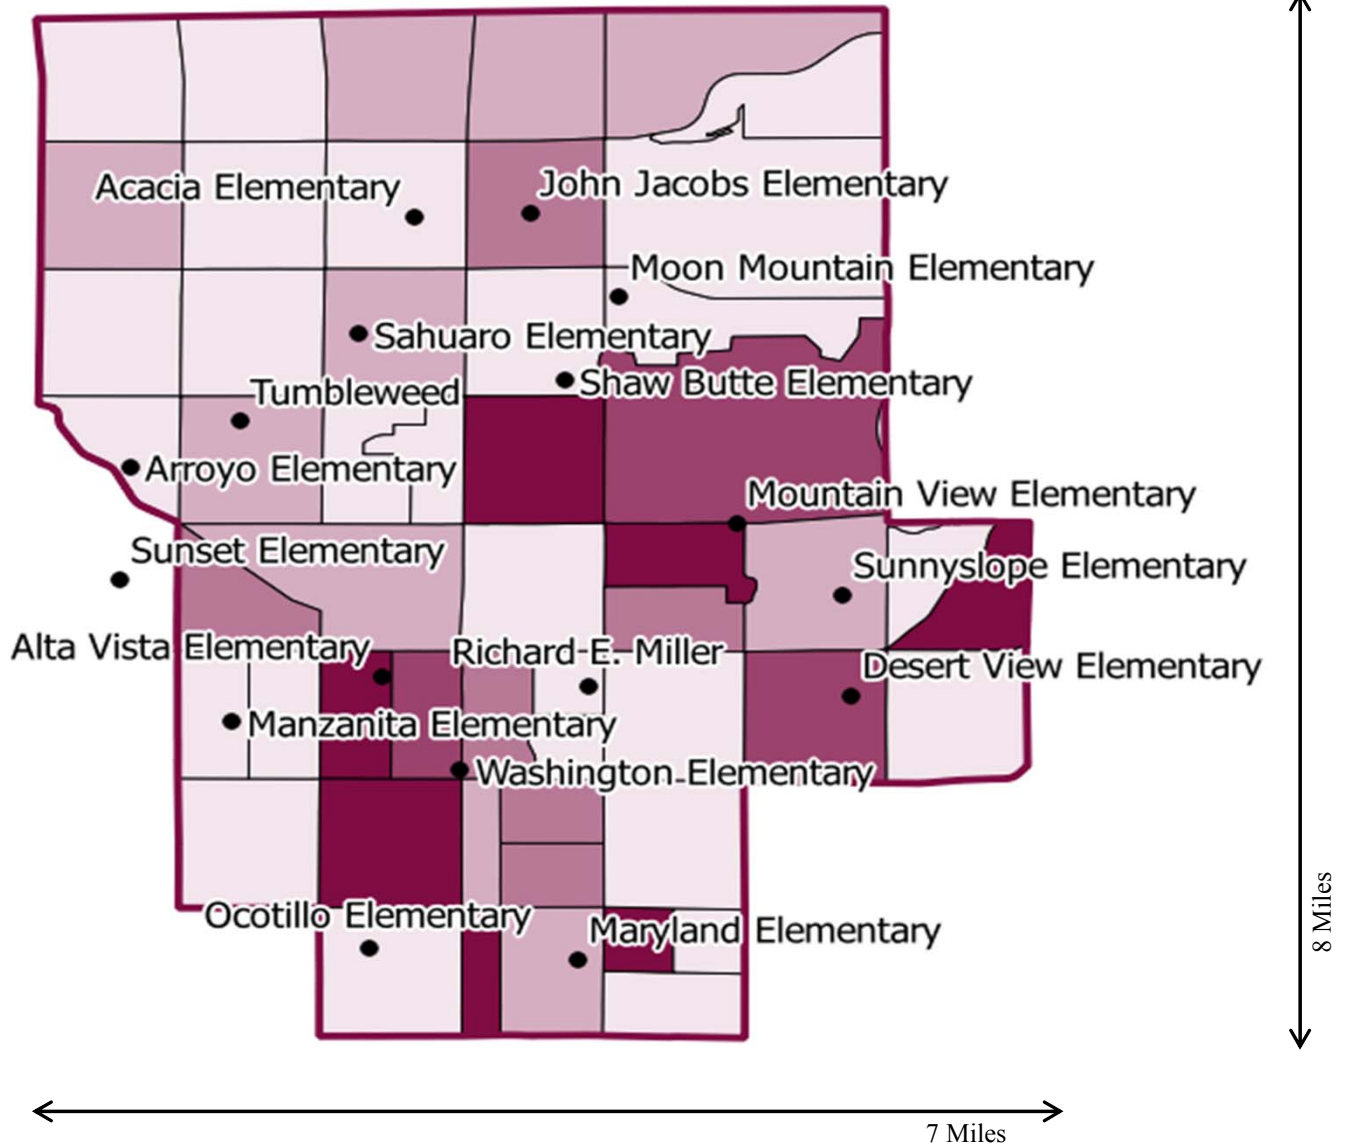 Acacia Elementary
John Jacobs Elementary
Moon Mountain Elementary
Sahuaro Elementary
Shaw Butte Elementary
Tumbleweed
Arroyo Elementary
Mountain View Elementary
Sunset Elementary
Sunnyslope Elementary
Alta Vista Elementary
Richard E. Miller
Desert View Elementary
Manzanita Elementary
Washington Elementary
Ocotillo Elementary
Maryland Elementary
8 Miles
7 Miles